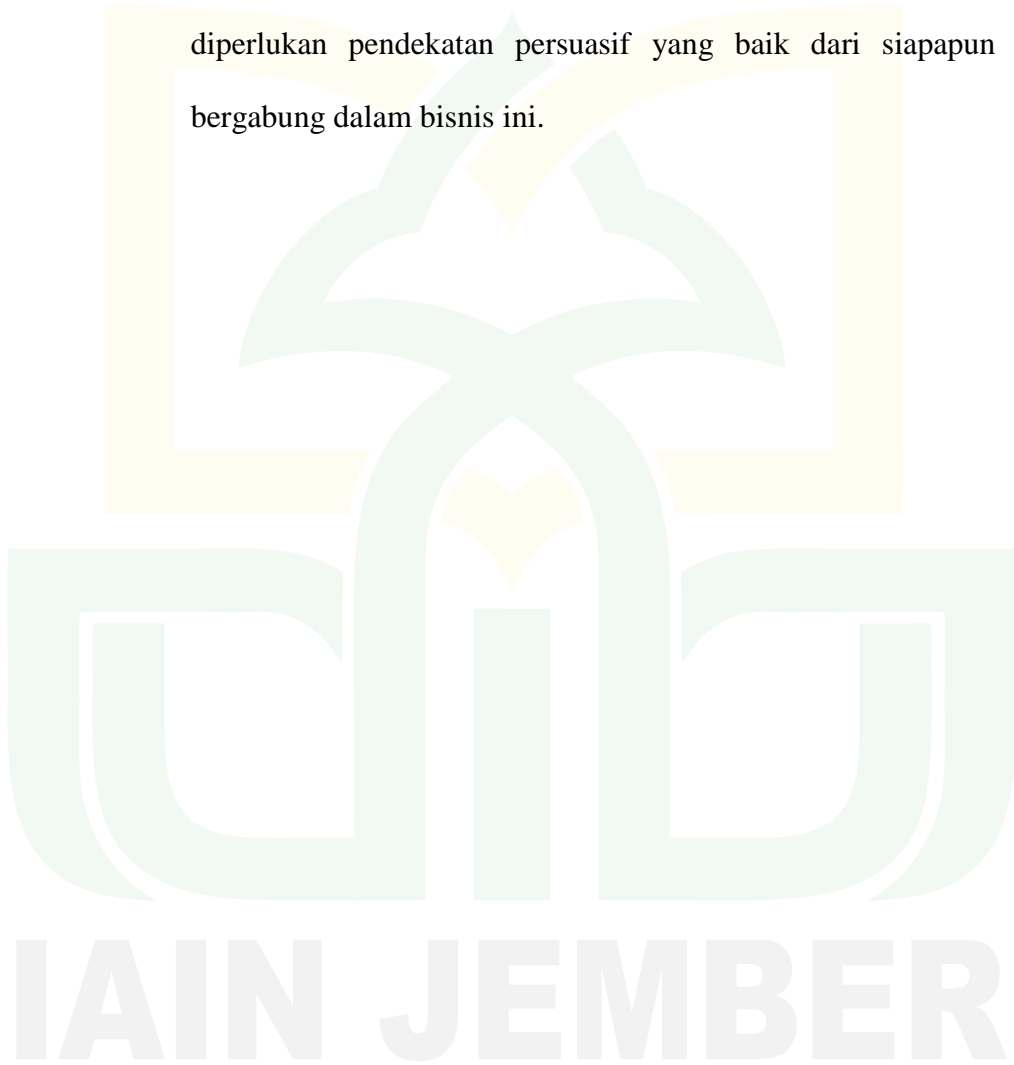 diperlukan pendekatan persuasif yang baik dari siapapun
bergabung dalam bisnis ini.
IAIN JEMBER